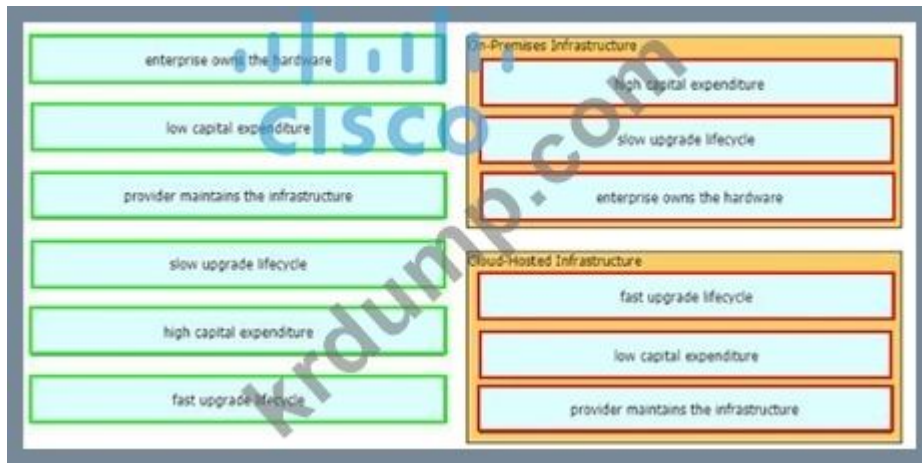 enterprise owns the hardware
low capital expenditure
provider maintains the infrastructure
slow upgrade lifecycle
high capital expenditure
fast upgrade lifecycle
On-Premises Infrastructure
high capital expenditure
slow upgrade lifecycle
enterprise owns the hardware
Cloud-Hosted Infrastructure
fast upgrade lifecycle
low capital expenditure
provider maintains the infrastructure
CISCO
krdump.com